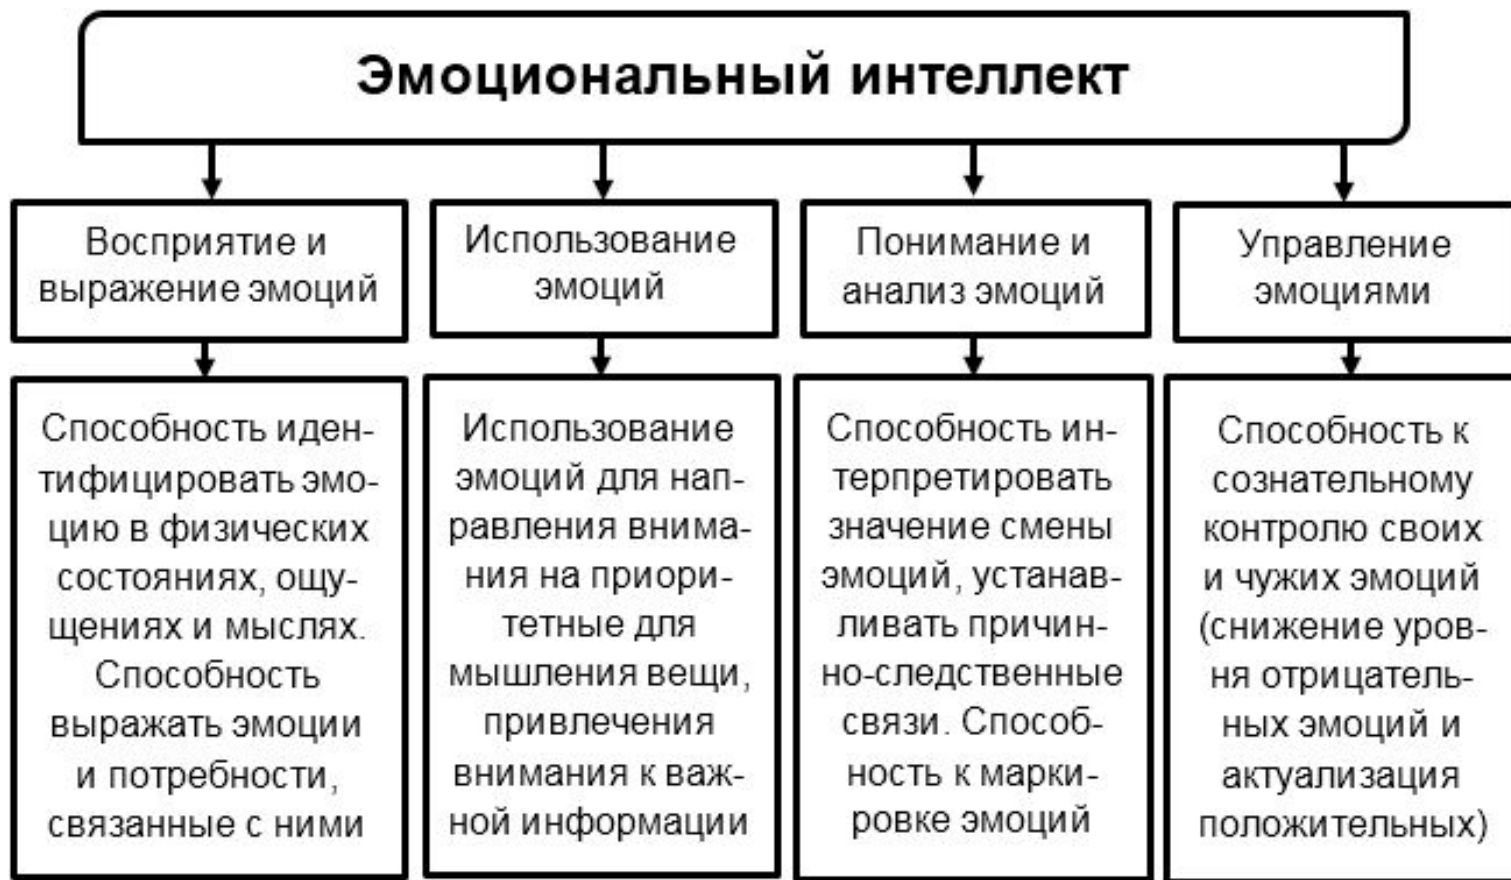 Эмоциональный интеллект
Восприятие и
выражение эмоций
Использование
эмоций
Понимание и
анализ эмоций
Управление
эмоциями
Способность иден-
тифицировать эмо-
цию в физических
состояниях, ощу-
щениях и мыслях.
Способность
выражать эмоции
и потребности,
связанные с ними
Использование
эмоций для нап-
равления внима-
ния на приори-
тетные для
мышления вещи,
привлечения
внимания к важ-
ной информации
Способность ин-
терпретировать
значение смены
эмоций, устанав-
ливать причин-
но-следственные
связи. Способ-
ность к марки-
ровке эмоций
Способность к
сознательному
контролю своих
и чужих эмоций
(снижение уров-
ня отрицатель-
ных эмоций и
актуализация
положительных)